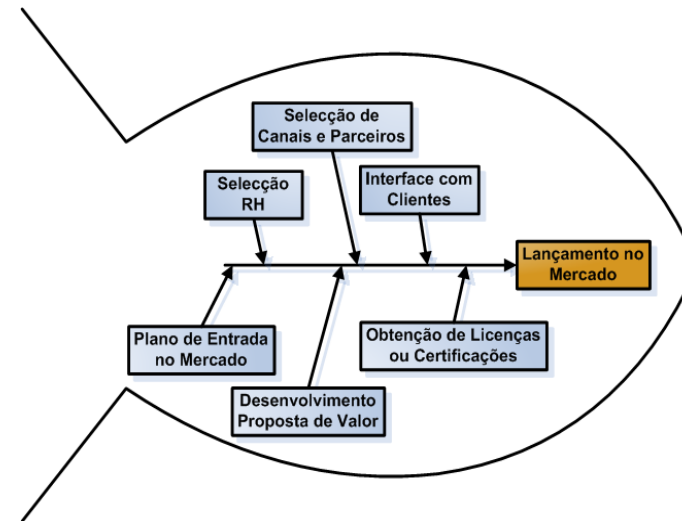 Selecção de
Canais e Parceiros
Selecção
RH
Interface com
Clientes
Lançamento no
Mercado
Plano de Entrada
no Mercado
Obtenção de Licenças
ou Certificações
Desenvolvimento
Proposta de Valor